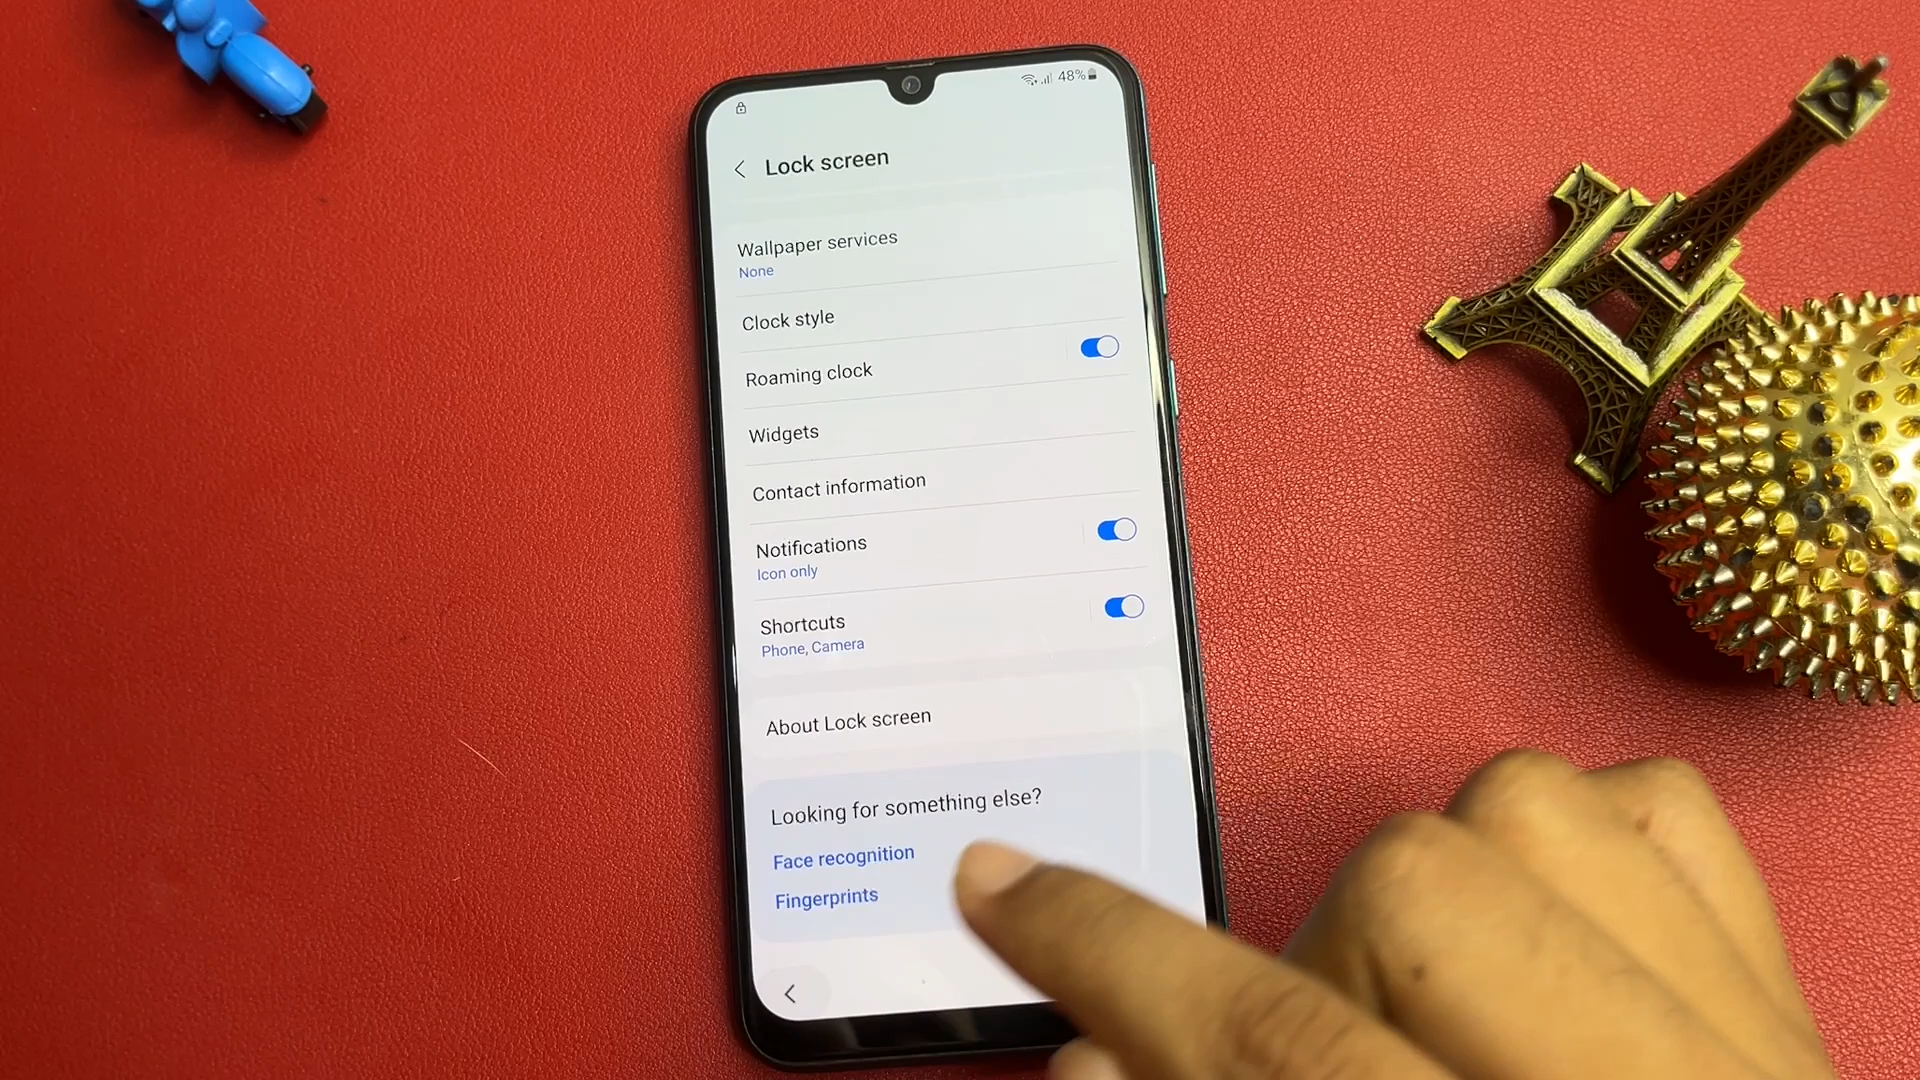 48%
Lock screen
Wallpaper services
None
Clock style
Roaming clock
Widgets
Contact information
Notifications
Icon only
Shortcuts
Phone, Camera
About Lock screen
Looking for something else?
Face recognition
Fingerprints